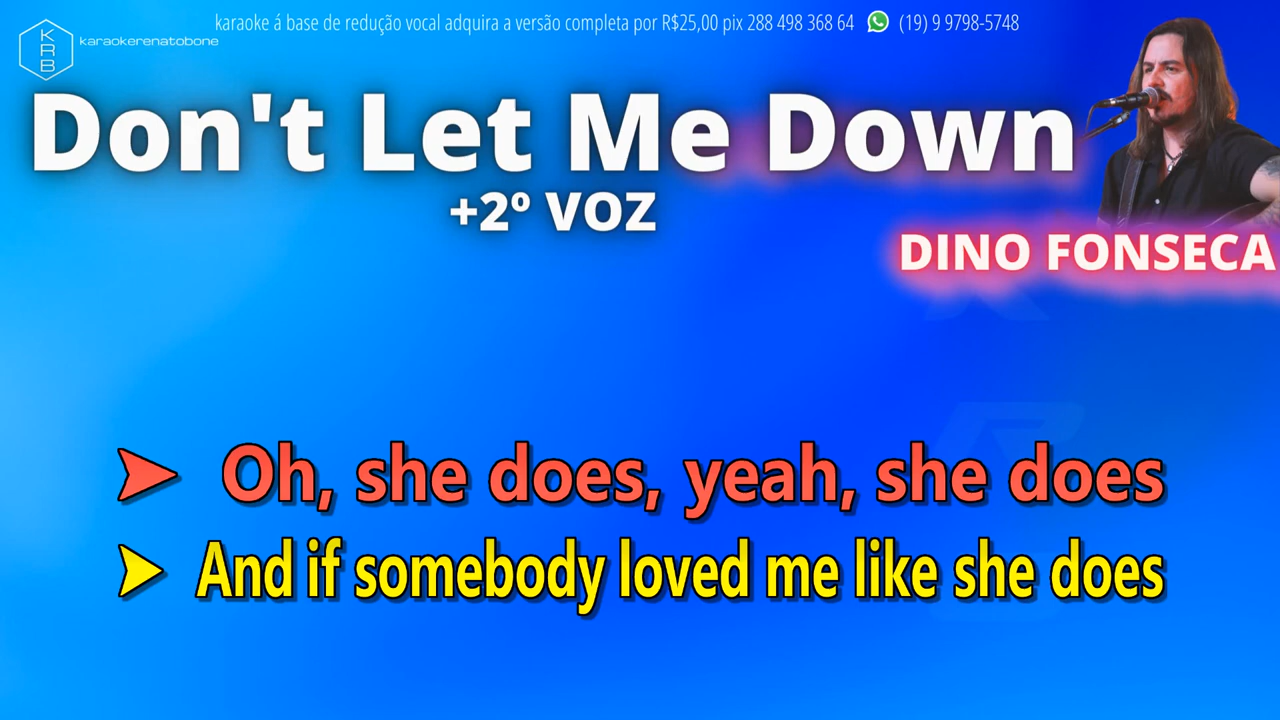 karaoke á base de redução vocal adquira a versão completa por R$25,00 pix 288 498 368 64 (19) 9 9798-5748
KRB
karaokerenatobone
Don't Let Me Down
+2º VOZ
DINO FONSECA
Oh, she does, yeah, she does
And if somebody loved me like she does